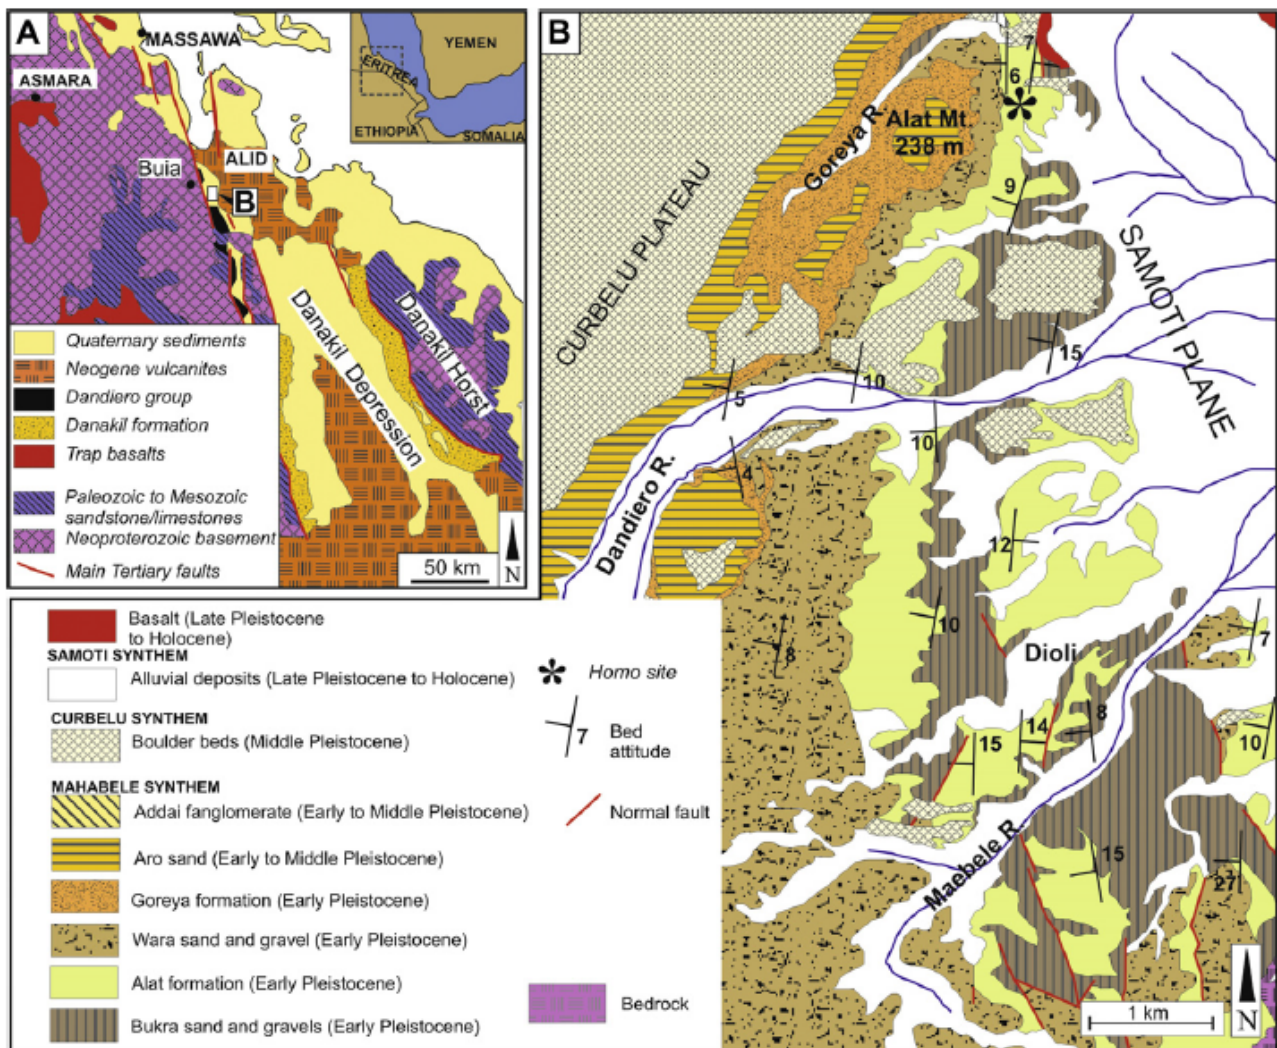 A
MASSAWA
ASMARA
Buia
ALID
B
Danakil Depression
Danakil Horst
YEMEN
ERITREA
ETHIOPIA
SOMALIA
Quaternary sediments
Neogene vulcanites
Dandiero group
Danakil formation
Trap basalts
Paleozoic to Mesozoic
sandstone/limestones
Neoproterozoic basement
Main Tertiary faults
50 km
N
B
CURBELU PLATEAU
Goreya R.
Alat Mt.
238 m
7
6
9
SAMOTI PLANE
15
10
5
10
4
Dandiero R.
12
10
8
Dioli
7
8
14
15
10
Maebele R.
15
27
1 km
N
Basalt (Late Pleistocene
to Holocene)
SAMOTI SYNTHEM
Alluvial deposits (Late Pleistocene to Holocene)
CURBELU SYNTHEM
Boulder beds (Middle Pleistocene)
MAHABELE SYNTHEM
Addai fanglomerate (Early to Middle Pleistocene)
Aro sand (Early to Middle Pleistocene)
Goreya formation (Early Pleistocene)
Wara sand and gravel (Early Pleistocene)
Alat formation (Early Pleistocene)
Bukra sand and gravels (Early Pleistocene)
Homo site
7
Bed
attitude
Normal fault
Bedrock